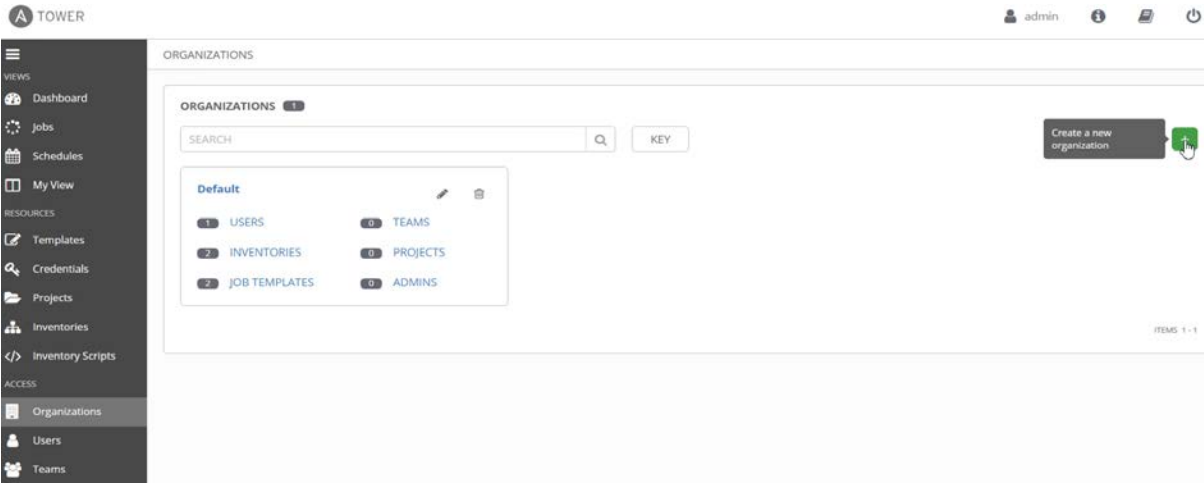 A TOWER
admin
VIEWS
Dashboard
Jobs
Schedules
My View
RESOURCES
Templates
Credentials
Projects
Inventories
Inventory Scripts
ACCESS
Organizations
Users
Teams
ORGANIZATIONS
ORGANIZATIONS 1
SEARCH
KEY
Create a new
organization
Default
1 USERS
0 TEAMS
2 INVENTORIES
0 PROJECTS
2 JOB TEMPLATES
0 ADMINS
ITEMS 1 - 1